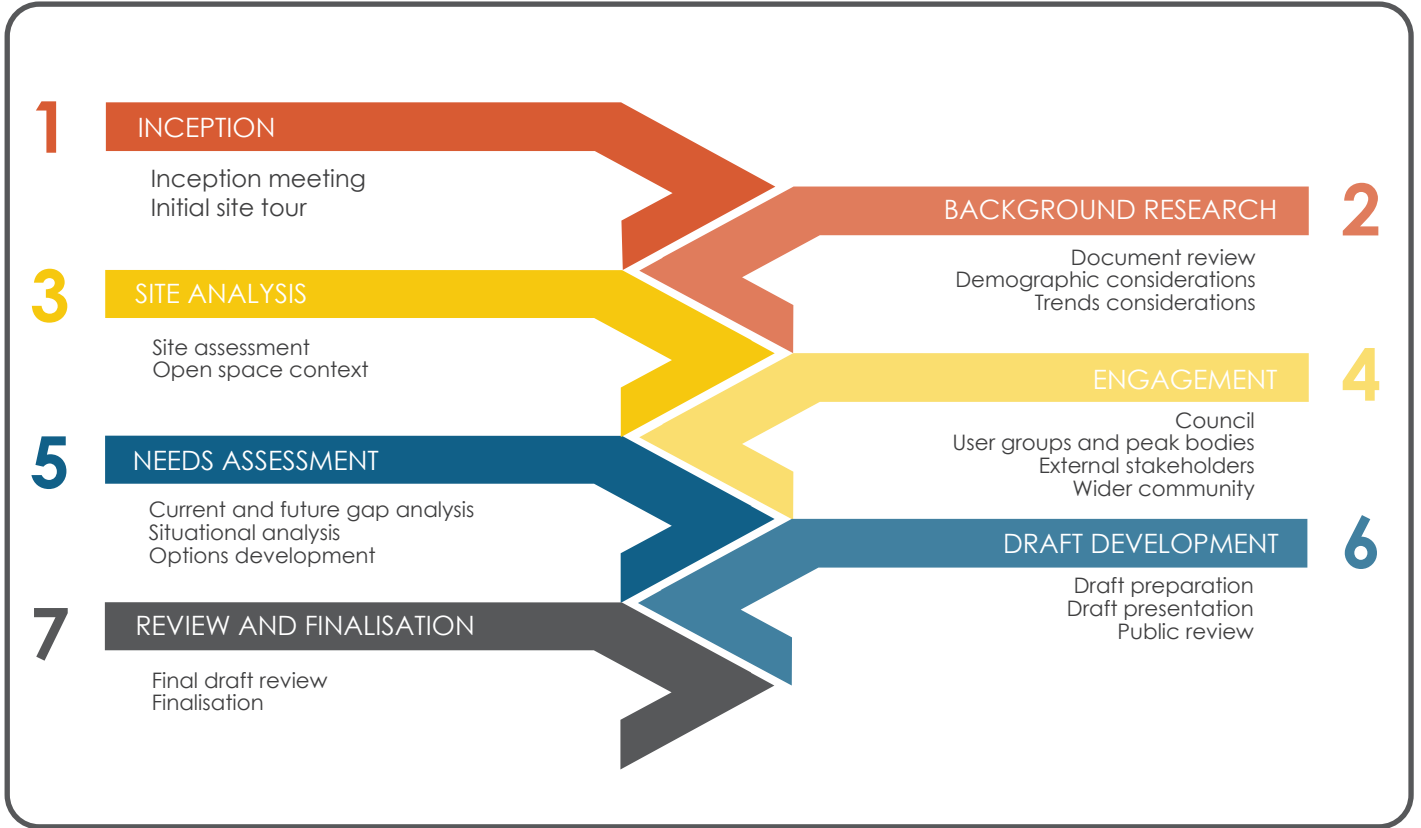 1
INCEPTION
Inception meeting
Initial site tour
2
BACKGROUND RESEARCH
Document review
Demographic considerations
Trends considerations
3
SITE ANALYSIS
Site assessment
Open space context
4
ENGAGEMENT
Council
User groups and peak bodies
External stakeholders
Wider community
5
NEEDS ASSESSMENT
Current and future gap analysis
Situational analysis
Options development
6
DRAFT DEVELOPMENT
Draft preparation
Draft presentation
Public review
7
REVIEW AND FINALISATION
Final draft review
Finalisation